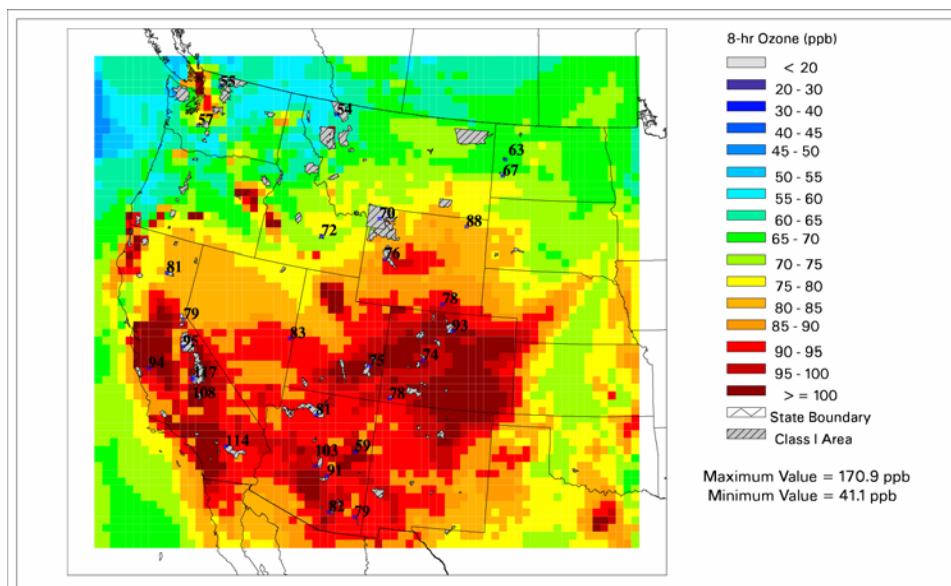 8-hr Ozone (ppb)
< 20
20 - 30
30 - 40
40 - 45
45 - 50
50 - 55
55 - 60
60 - 65
65 - 70
70 - 75
75 - 80
80 - 85
85 - 90
90 - 95
95 - 100
> = 100
State Boundary
Class I Area
Maximum Value = 170.9 ppb
Minimum Value = 41.1 ppb
55
54
57
63
67
70
88
72
76
81
78
79
83
93
95
74
94
75
108
78
81
114
103
59
91
82
79